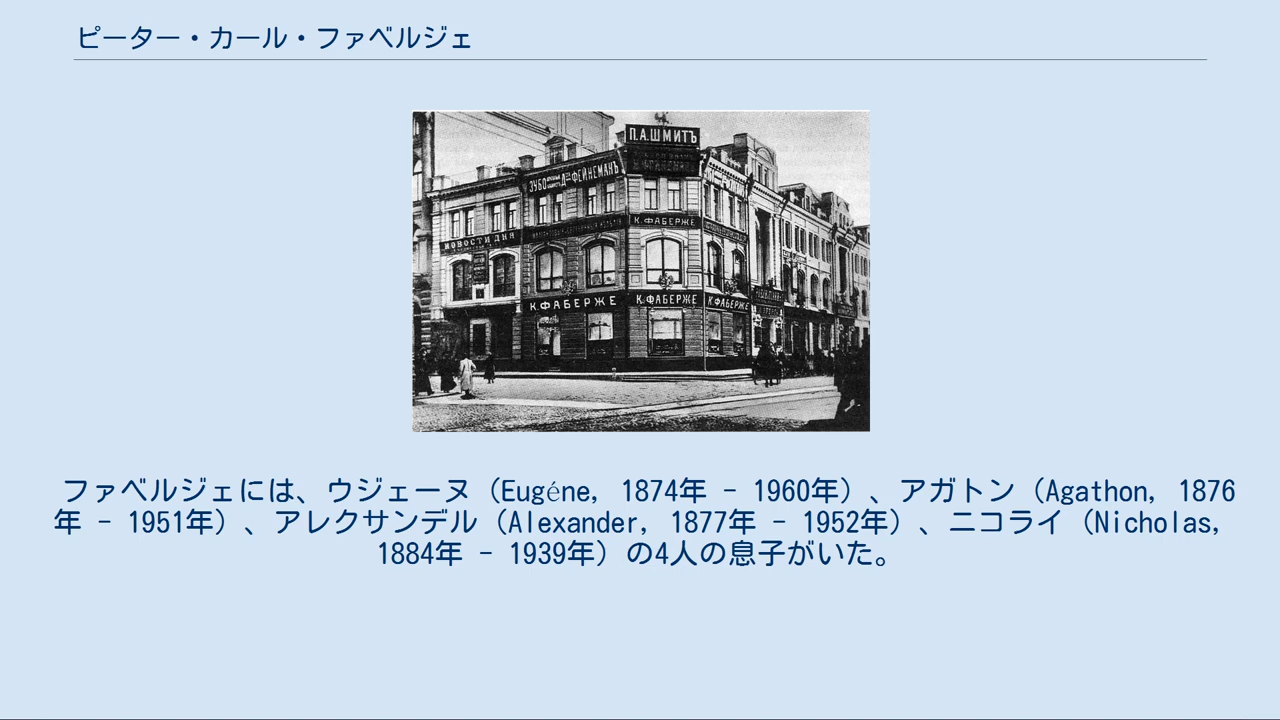 ピーター・カール・ファベルジェ
П.А.ШМИТЪ
ЗУБО ФЕЙНЕМАНЪ
К.ФАБЕРЖЕ
НОВОСТИ ДНЯ
К.ФАБЕРЖЕ К.ФАБЕРЖЕ К.ФАБЕРЖЕ
ファベルジェには、ウジェーヌ（Eugéne, 1874年 - 1960年）、アガトン（Agathon, 1876
年 - 1951年）、アレクサンデル（Alexander, 1877年 - 1952年）、ニコライ（Nicholas,
1884年 - 1939年）の4人の息子がいた。